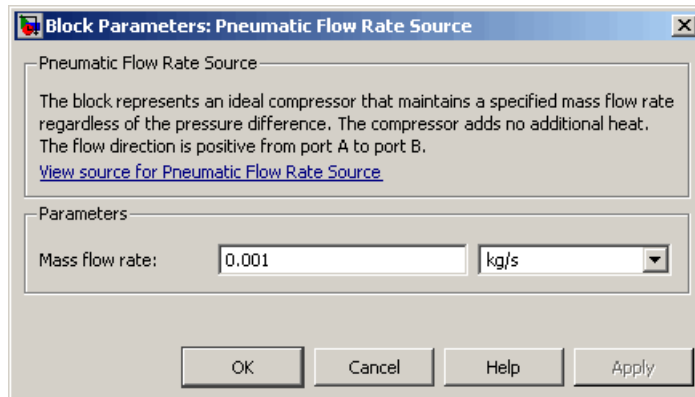 Block Parameters: Pneumatic Flow Rate Source
Pneumatic Flow Rate Source
The block represents an ideal compressor that maintains a specified mass flow rate
regardless of the pressure difference. The compressor adds no additional heat.
The flow direction is positive from port A to port B.
View source for Pneumatic Flow Rate Source
Parameters
Mass flow rate: 0.001 kg/s
OK Cancel Help Apply